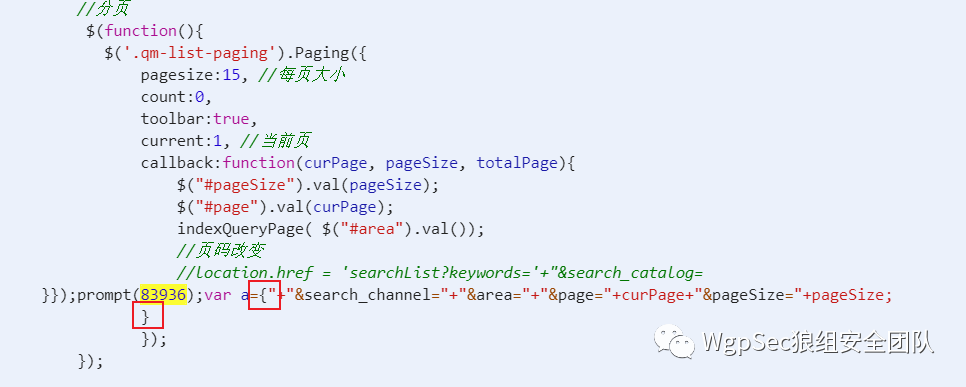 //分页
$(function(){
$('.qm-list-paging').Paging({
pagesize:15, //每页大小
count:0,
toolbar:true,
current:1, //当前页
callback:function(curPage, pageSize, totalPage){
$("#pageSize").val(pageSize);
$("#page").val(curPage);
indexQueryPage( $("#area").val());
//页码改变
//location.href = 'searchList?keywords='+"&search_catalog=
}});prompt(83936);var a={"+"&search_channel="+"&area="+"&page="+curPage+"&pageSize="+pageSize;
}
});
});
WgpSec狼组安全团队